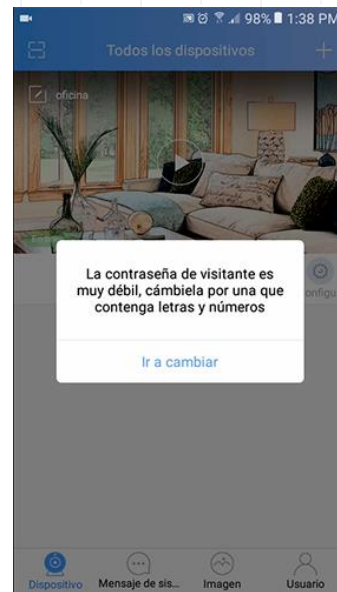 98% 1:38 PM
Todos los dispositivos
oficina
La contraseña de visitante es
muy débil, cámbiela por una que
contenga letras y números
Ir a cambiar
Dispositivo Mensaje de sis... Imagen Usuario